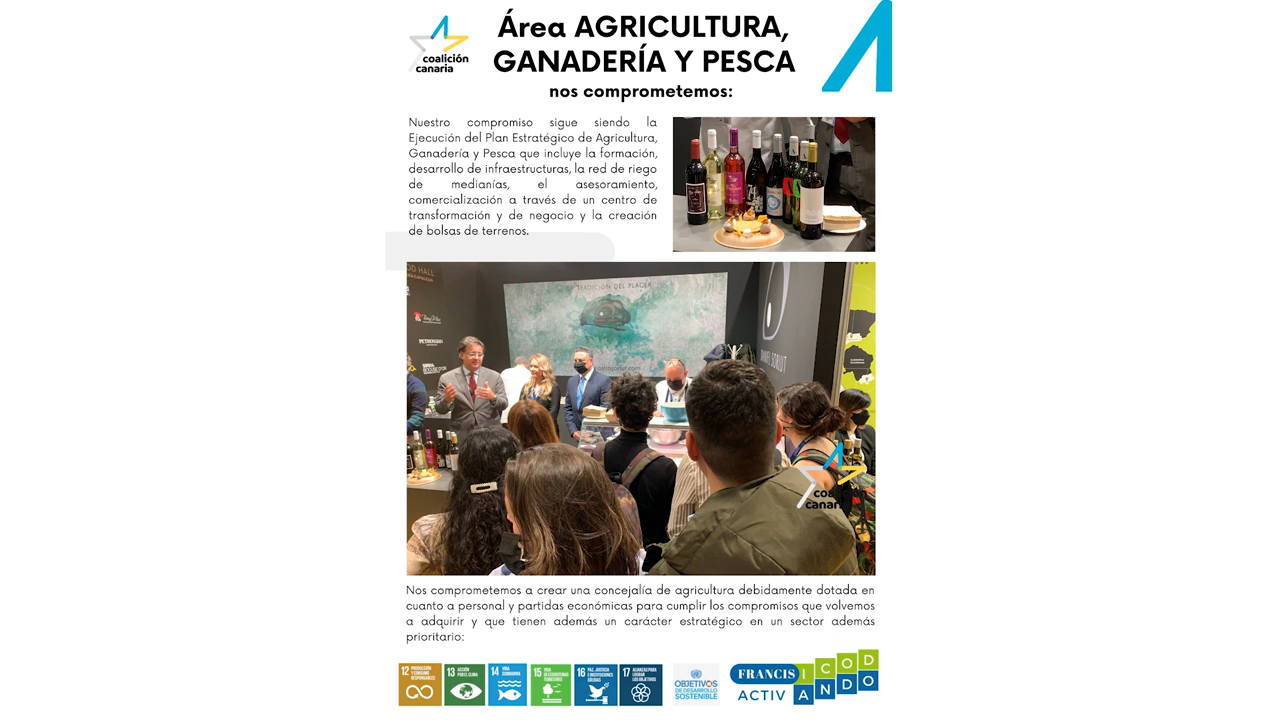 coalición
canaria
Área AGRICULTURA,
GANADERÍA Y PESCA
nos comprometemos:
Nuestro compromiso sigue siendo la
Ejecución del Plan Estratégico de Agricultura,
Ganadería y Pesca que incluye la formación,
desarrollo de infraestructuras, la red de riego
de medianías, el asesoramiento,
comercialización a través de un centro de
transformación y de negocio y la creación
de bolsas de terrenos.
TRADICIÓN DEL PLACER
coalición
canaria
Nos comprometemos a crear una concejalía de agricultura debidamente dotada en
cuanto a personal y partidas económicas para cumplir los compromisos que volvemos
a adquirir y que tienen además un carácter estratégico en un sector además
prioritario:
12 PRODUCCIÓN
Y CONSUMO
RESPONSABLES
13 ACCIÓN
POR EL CLIMA
14 VIDA
SUBMARINA
15 VIDA
DE ECOSISTEMAS
TERRESTRES
16 PAZ, JUSTICIA
E INSTITUCIONES
SÓLIDAS
17 ALIANZAS PARA
LOGRAR
LOS OBJETIVOS
OBJETIVOS
DE DESARROLLO
SOSTENIBLE
FRANCIS
ICOD
ACTIVANDO